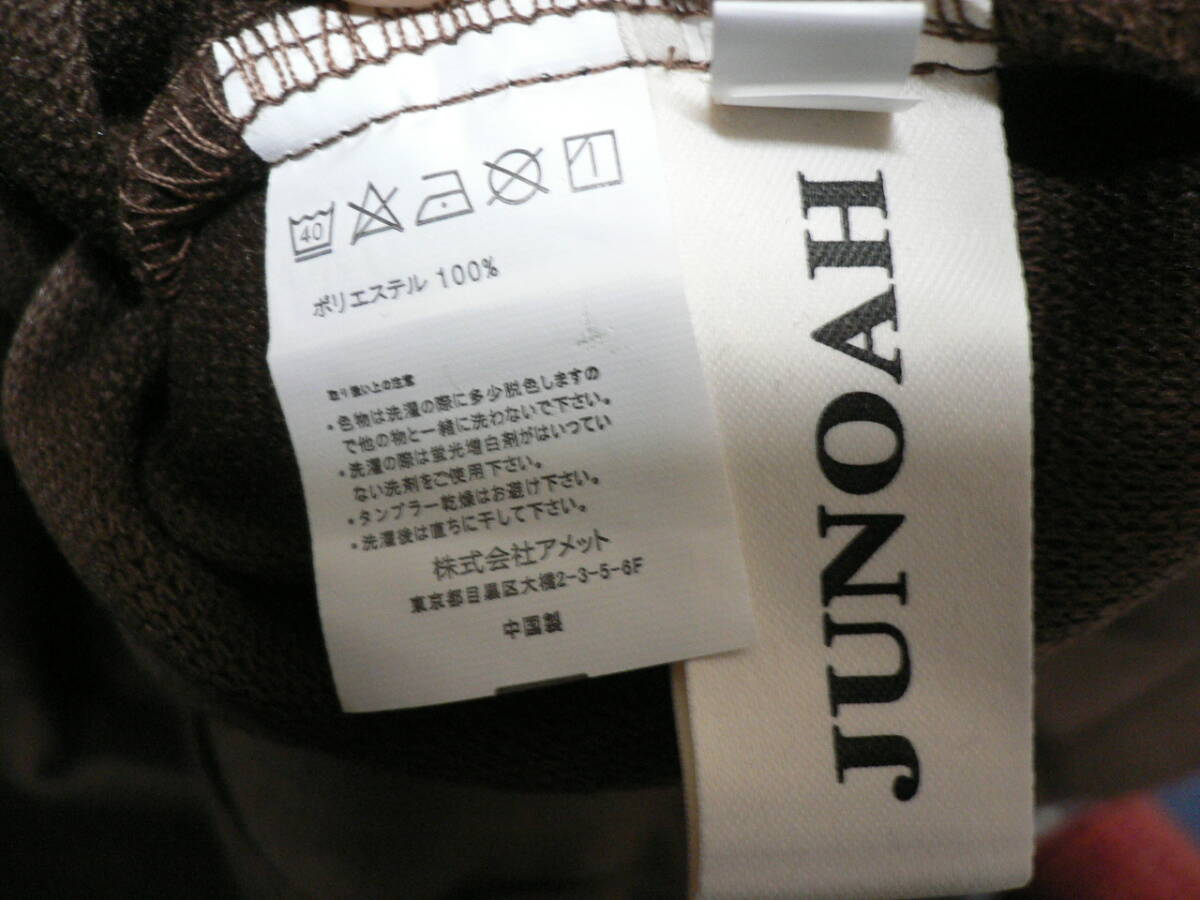 40
ポリエステル 100%
取り扱い上の注意
・色物は洗濯の際に多少脱色しますの
で他の物と一緒に洗わないで下さい。
・洗濯の際は蛍光増白剤がはいってい
ない洗剤をご使用下さい。
・タンブラー乾燥はお避け下さい。
・洗濯後は直ちに干して下さい。
株式会社アメット
東京都目黒区大橋2-3-5-6F
中国製
JUNOAH